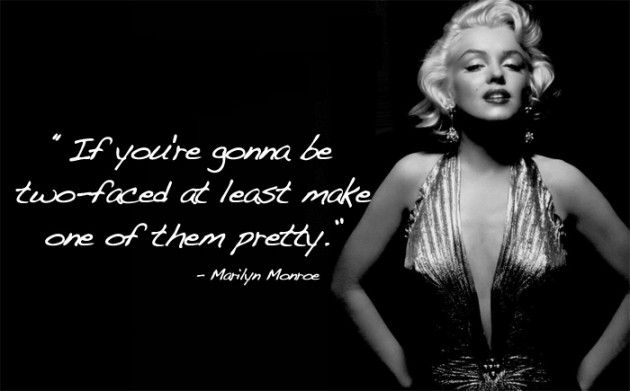 "If you're gonna be
two-faced at least make
one of them pretty."
- Marilyn Monroe